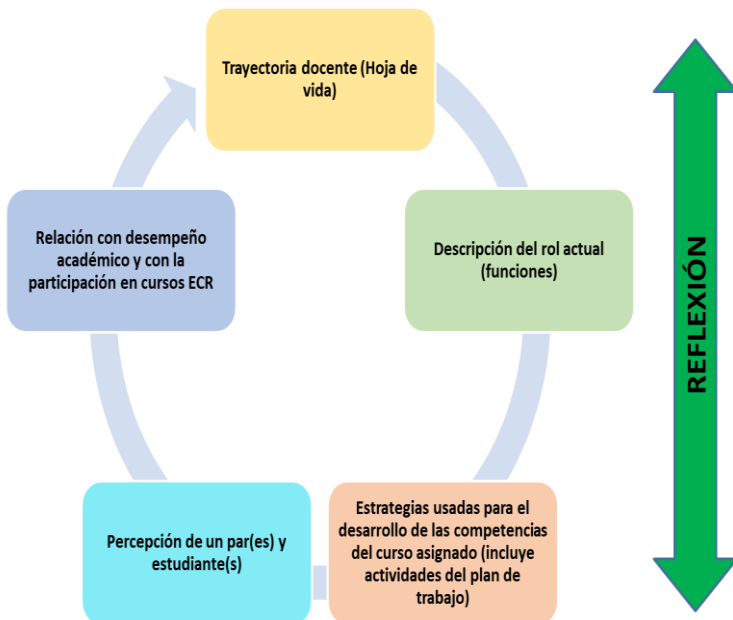 Trayectoria docente (Hoja de
vida)
Descripción del rol actual
(funciones)
Estrategias usadas para el
desarrollo de las competencias
del curso asignado (incluye
actividades del plan de
trabajo)
Percepción de un par(es) y
estudiante(s)
Relación con desempeño
académico y con la
participación en cursos ECR
REFLEXIÓN